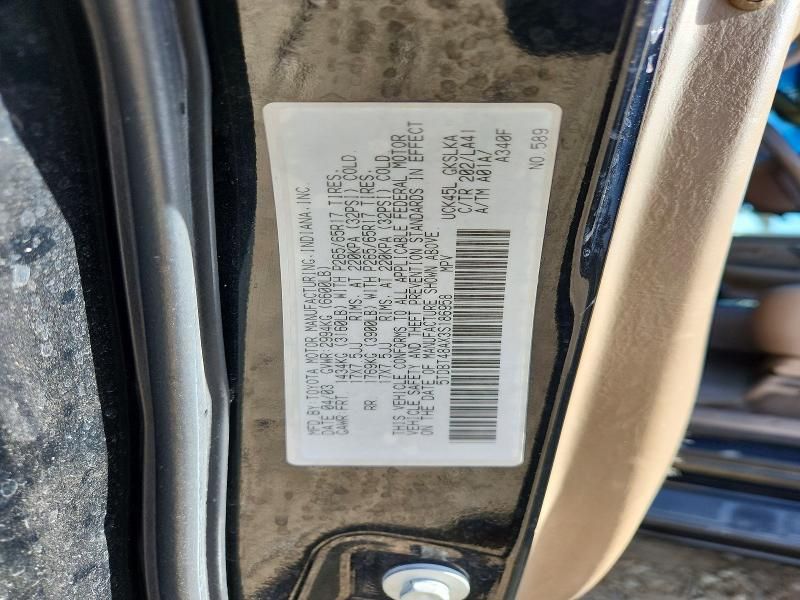 MFD.BY TOYOTA MOTOR MANUFACTURING.INDIANA.INC.
DATE 04/03 GVWR:2994KG (6600LB)
GAWR FRT 1434KG (3160LB) WITH P265/65R17 TIRES.
17X7.5JJ RIMS. AT 220KPA (32PSI) COLD
RR 1769KG (3900LB) WITH P265/65R17 TIRES.
17X7.5JJ RIMS. AT 220KPA (32PSI) COLD
THIS VEHICLE CONFORMS TO ALL APPLICABLE FEDERAL MOTOR
VEHICLE SAFETY AND THEFT PREVENTION STANDARDS IN EFFECT
ON THE DATE OF MANUFACTURE SHOWN ABOVE.
5TDBT48AX3S186958 MPV
UCK45L GKSLKA
C/TR 202/LA41
A/TM A01A/
A340F
NO.589